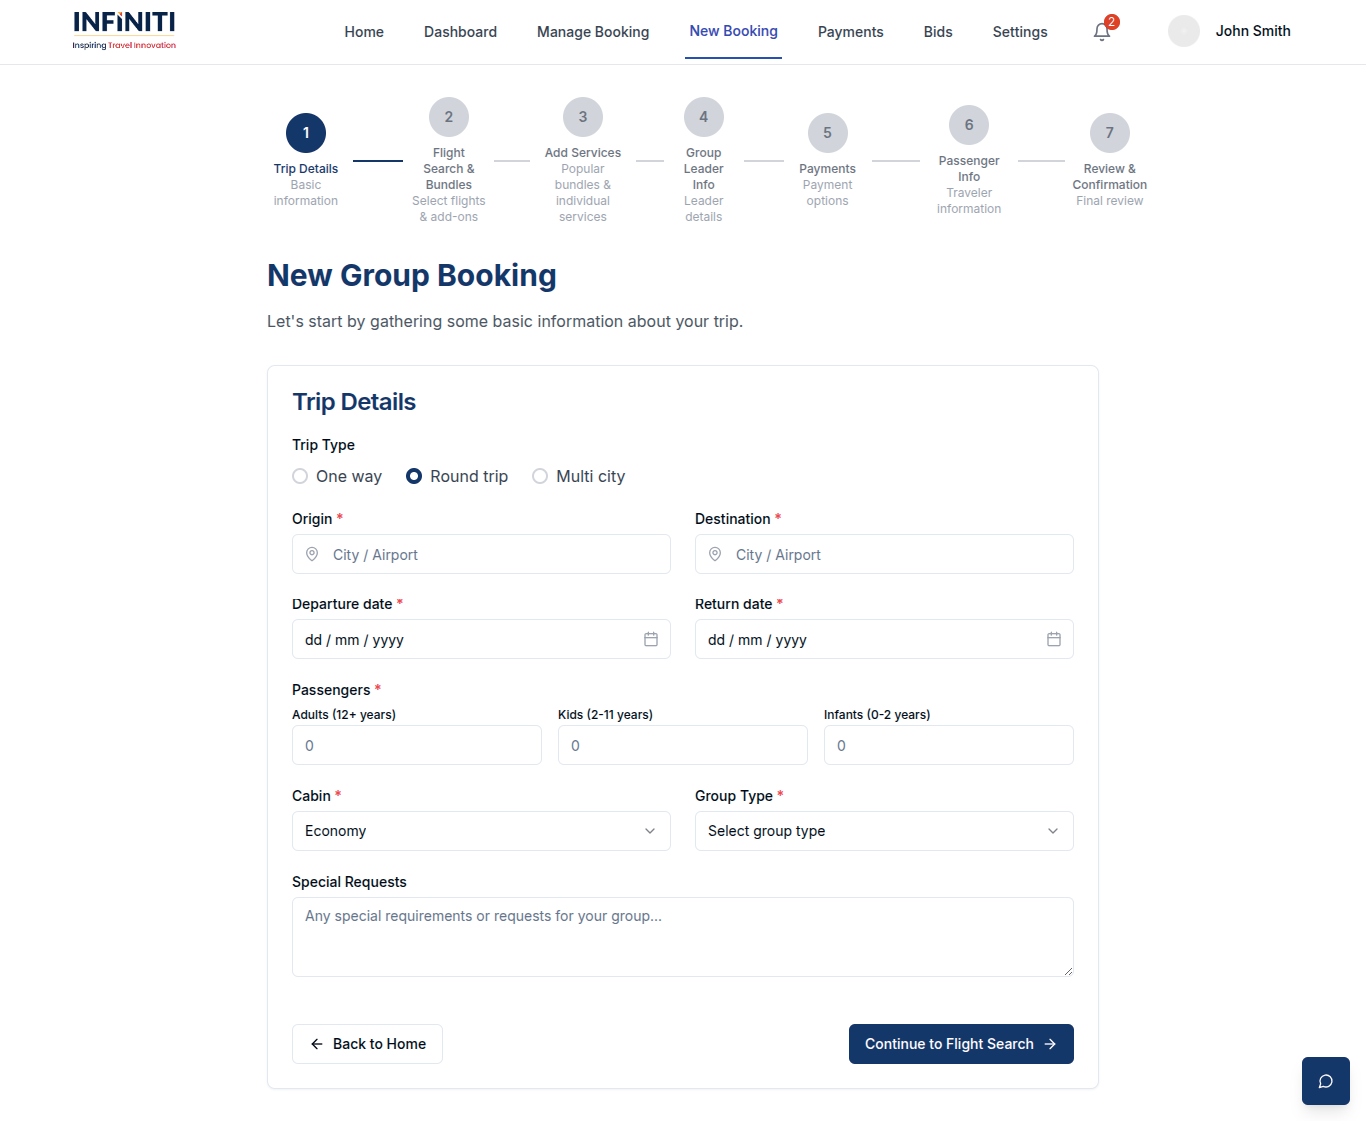 INFINITI
Inspiring Travel Innovation
Home
Dashboard
Manage Booking
New Booking
Payments
Bids
Settings
2
John Smith
1
Trip Details
Basic
information
2
Flight
Search &
Bundles
Select flights
& add-ons
3
Add Services
Popular
bundles &
individual
services
4
Group
Leader
Info
Leader
details
5
Payments
Payment
options
6
Passenger
Info
Traveler
information
7
Review &
Confirmation
Final review
New Group Booking
Let's start by gathering some basic information about your trip.
Trip Details
Trip Type
One way
Round trip
Multi city
Origin *
Destination *
City / Airport
City / Airport
Departure date *
Return date *
dd / mm / yyyy
dd / mm / yyyy
Passengers *
Adults (12+ years)
Kids (2-11 years)
Infants (0-2 years)
0
0
0
Cabin *
Group Type *
Economy
Select group type
Special Requests
Any special requirements or requests for your group...
Back to Home
Continue to Flight Search